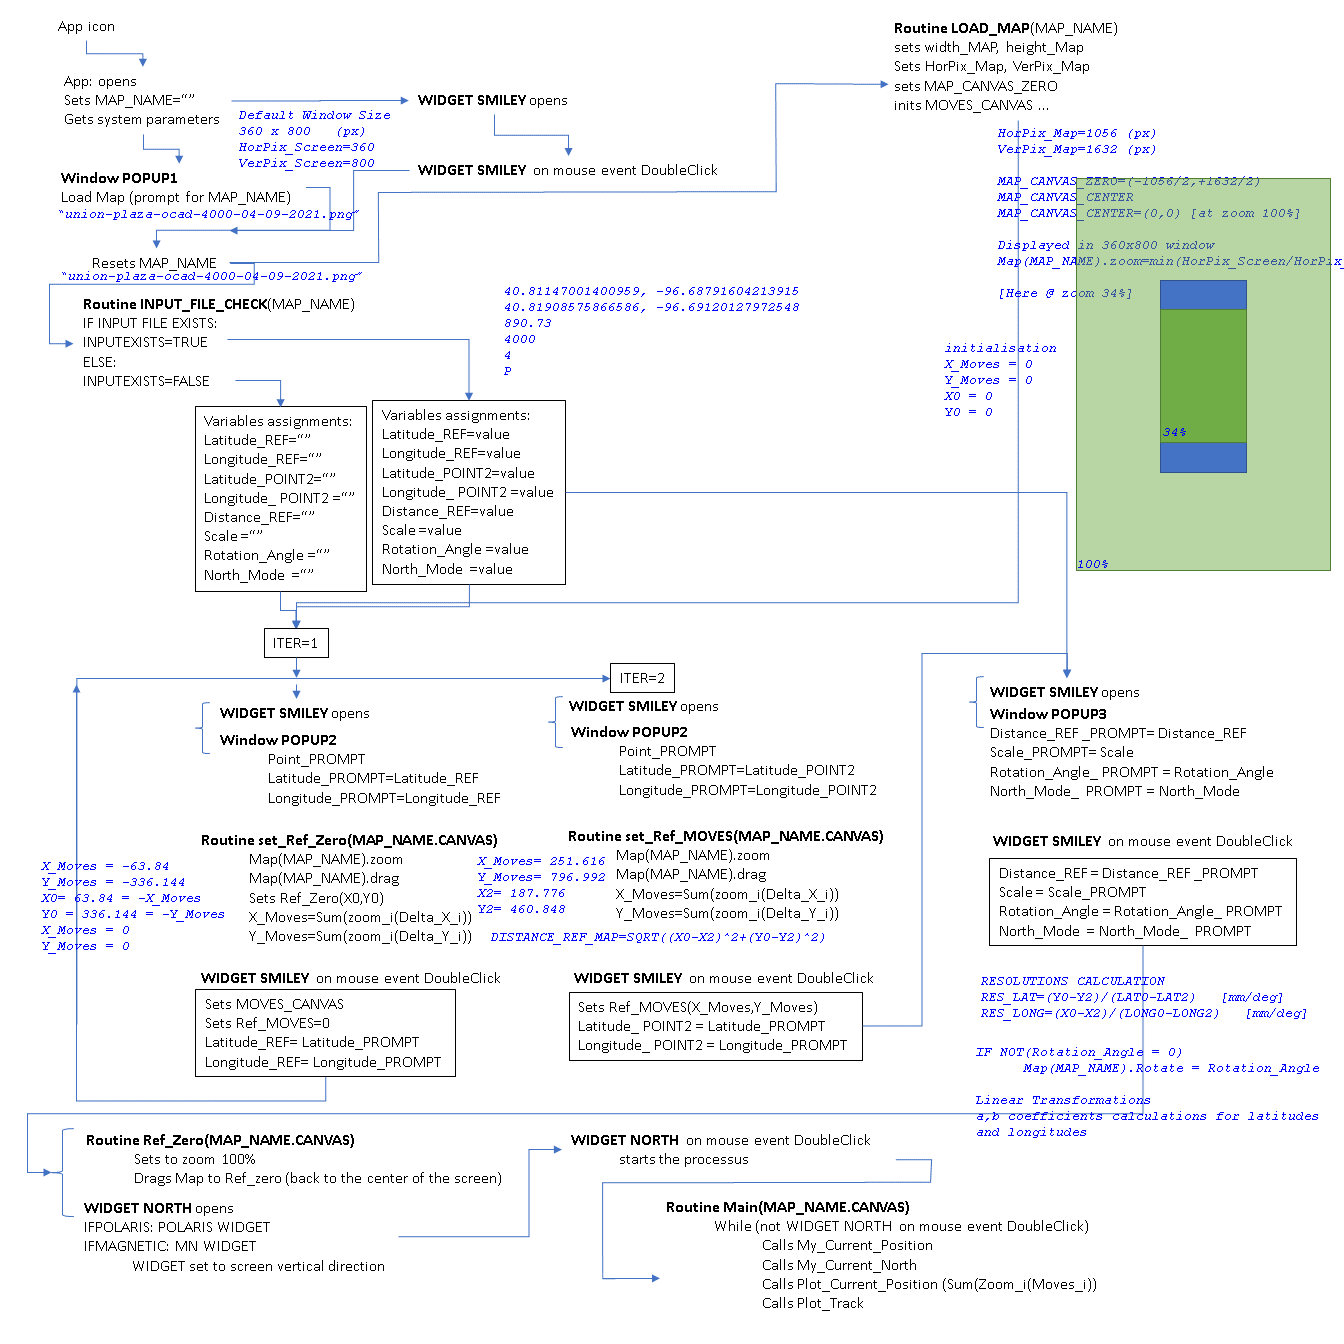 App icon
App: opens
Sets MAP_NAME=“”
Gets system parameters
Default Window Size
360 x 800 (px)
HorPix_Screen=360
VerPix_Screen=800
WIDGET SMILEY opens
WIDGET SMILEY on mouse event DoubleClick
Window POPUP1
Load Map (prompt for MAP_NAME)
“union-plaza-ocad-4000-04-09-2021.png”
Resets MAP_NAME
“union-plaza-ocad-4000-04-09-2021.png”
Routine INPUT_FILE_CHECK(MAP_NAME)
IF INPUT FILE EXISTS:
INPUTEXISTS=TRUE
ELSE:
INPUTEXISTS=FALSE
40.81147001400959, -96.68791604213915
40.81908575866586, -96.69120127972548
890.73
4000
4
P
Routine LOAD_MAP(MAP_NAME)
sets width_MAP, height_Map
Sets HorPix_Map, VerPix_Map
sets MAP_CANVAS_ZERO
inits MOVES_CANVAS ...
HorPix_Map=1056 (px)
VerPix_Map=1632 (px)
MAP_CANVAS_ZERO=(-1056/2,+1632/2)
MAP_CANVAS_CENTER
MAP_CANVAS_CENTER=(0,0) [at zoom 100%]
Displayed in 360x800 window
Map(MAP_NAME).zoom=min(HorPix_Screen/HorPix_
[Here @ zoom 34%]
initialisation
X_Moves = 0
Y_Moves = 0
X0 = 0
Y0 = 0
34%
100%
Variables assignments:
Latitude_REF=“”
Longitude_REF=“”
Latitude_POINT2=“”
Longitude_ POINT2 =“”
Distance_REF=“”
Scale =“”
Rotation_Angle =“”
North_Mode =“”
Variables assignments:
Latitude_REF=value
Longitude_REF=value
Latitude_POINT2=value
Longitude_ POINT2 =value
Distance_REF=value
Scale =value
Rotation_Angle =value
North_Mode =value
ITER=1
ITER=2
WIDGET SMILEY opens
Window POPUP2
Point_PROMPT
Latitude_PROMPT=Latitude_REF
Longitude_PROMPT=Longitude_REF
WIDGET SMILEY opens
Window POPUP2
Point_PROMPT
Latitude_PROMPT=Latitude_POINT2
Longitude_PROMPT=Longitude_POINT2
WIDGET SMILEY opens
Window POPUP3
Distance_REF _PROMPT= Distance_REF
Scale_PROMPT= Scale
Rotation_Angle_ PROMPT = Rotation_Angle
North_Mode_ PROMPT = North_Mode
Routine set_Ref_Zero(MAP_NAME.CANVAS)
Map(MAP_NAME).zoom
Map(MAP_NAME).drag
Sets Ref_Zero(X0,Y0)
X_Moves=Sum(zoom_i(Delta_X_i))
Y_Moves=Sum(zoom_i(Delta_Y_i))
X_Moves = -63.84
Y_Moves = -336.144
X0= 63.84 = -X_Moves
Y0 = 336.144 = -Y_Moves
X_Moves = 0
Y_Moves = 0
Routine set_Ref_MOVES(MAP_NAME.CANVAS)
Map(MAP_NAME).zoom
Map(MAP_NAME).drag
X_Moves=Sum(zoom_i(Delta_X_i))
Y_Moves=Sum(zoom_i(Delta_Y_i))
X_Moves= 251.616
Y_Moves= 796.992
X2= 187.776
Y2= 460.848
DISTANCE_REF_MAP=SQRT((X0-X2)^2+(Y0-Y2)^2)
WIDGET SMILEY on mouse event DoubleClick
Distance_REF = Distance_REF _PROMPT
Scale = Scale_PROMPT
Rotation_Angle = Rotation_Angle_ PROMPT
North_Mode = North_Mode_ PROMPT
WIDGET SMILEY on mouse event DoubleClick
Sets MOVES_CANVAS
Sets Ref_MOVES=0
Latitude_REF= Latitude_PROMPT
Longitude_REF= Longitude_PROMPT
WIDGET SMILEY on mouse event DoubleClick
Sets Ref_MOVES(X_Moves,Y_Moves)
Latitude_ POINT2 = Latitude_PROMPT
Longitude_ POINT2 = Longitude_PROMPT
RESOLUTIONS CALCULATION
RES_LAT=(Y0-Y2)/(LAT0-LAT2) [mm/deg]
RES_LONG=(X0-X2)/(LONG0-LONG2) [mm/deg]
IF NOT(Rotation_Angle = 0)
Map(MAP_NAME).Rotate = Rotation_Angle
Linear Transformations
a,b coefficients calculations for latitudes
and longitudes
Routine Ref_Zero(MAP_NAME.CANVAS)
Sets to zoom 100%
Drags Map to Ref_zero (back to the center of the screen)
WIDGET NORTH opens
IFPOLARIS: POLARIS WIDGET
IFMAGNETIC: MN WIDGET
WIDGET set to screen vertical direction
WIDGET NORTH on mouse event DoubleClick
starts the processus
Routine Main(MAP_NAME.CANVAS)
While (not WIDGET NORTH on mouse event DoubleClick)
Calls My_Current_Position
Calls My_Current_North
Calls Plot_Current_Position (Sum(Zoom_i(Moves_i))
Calls Plot_Track